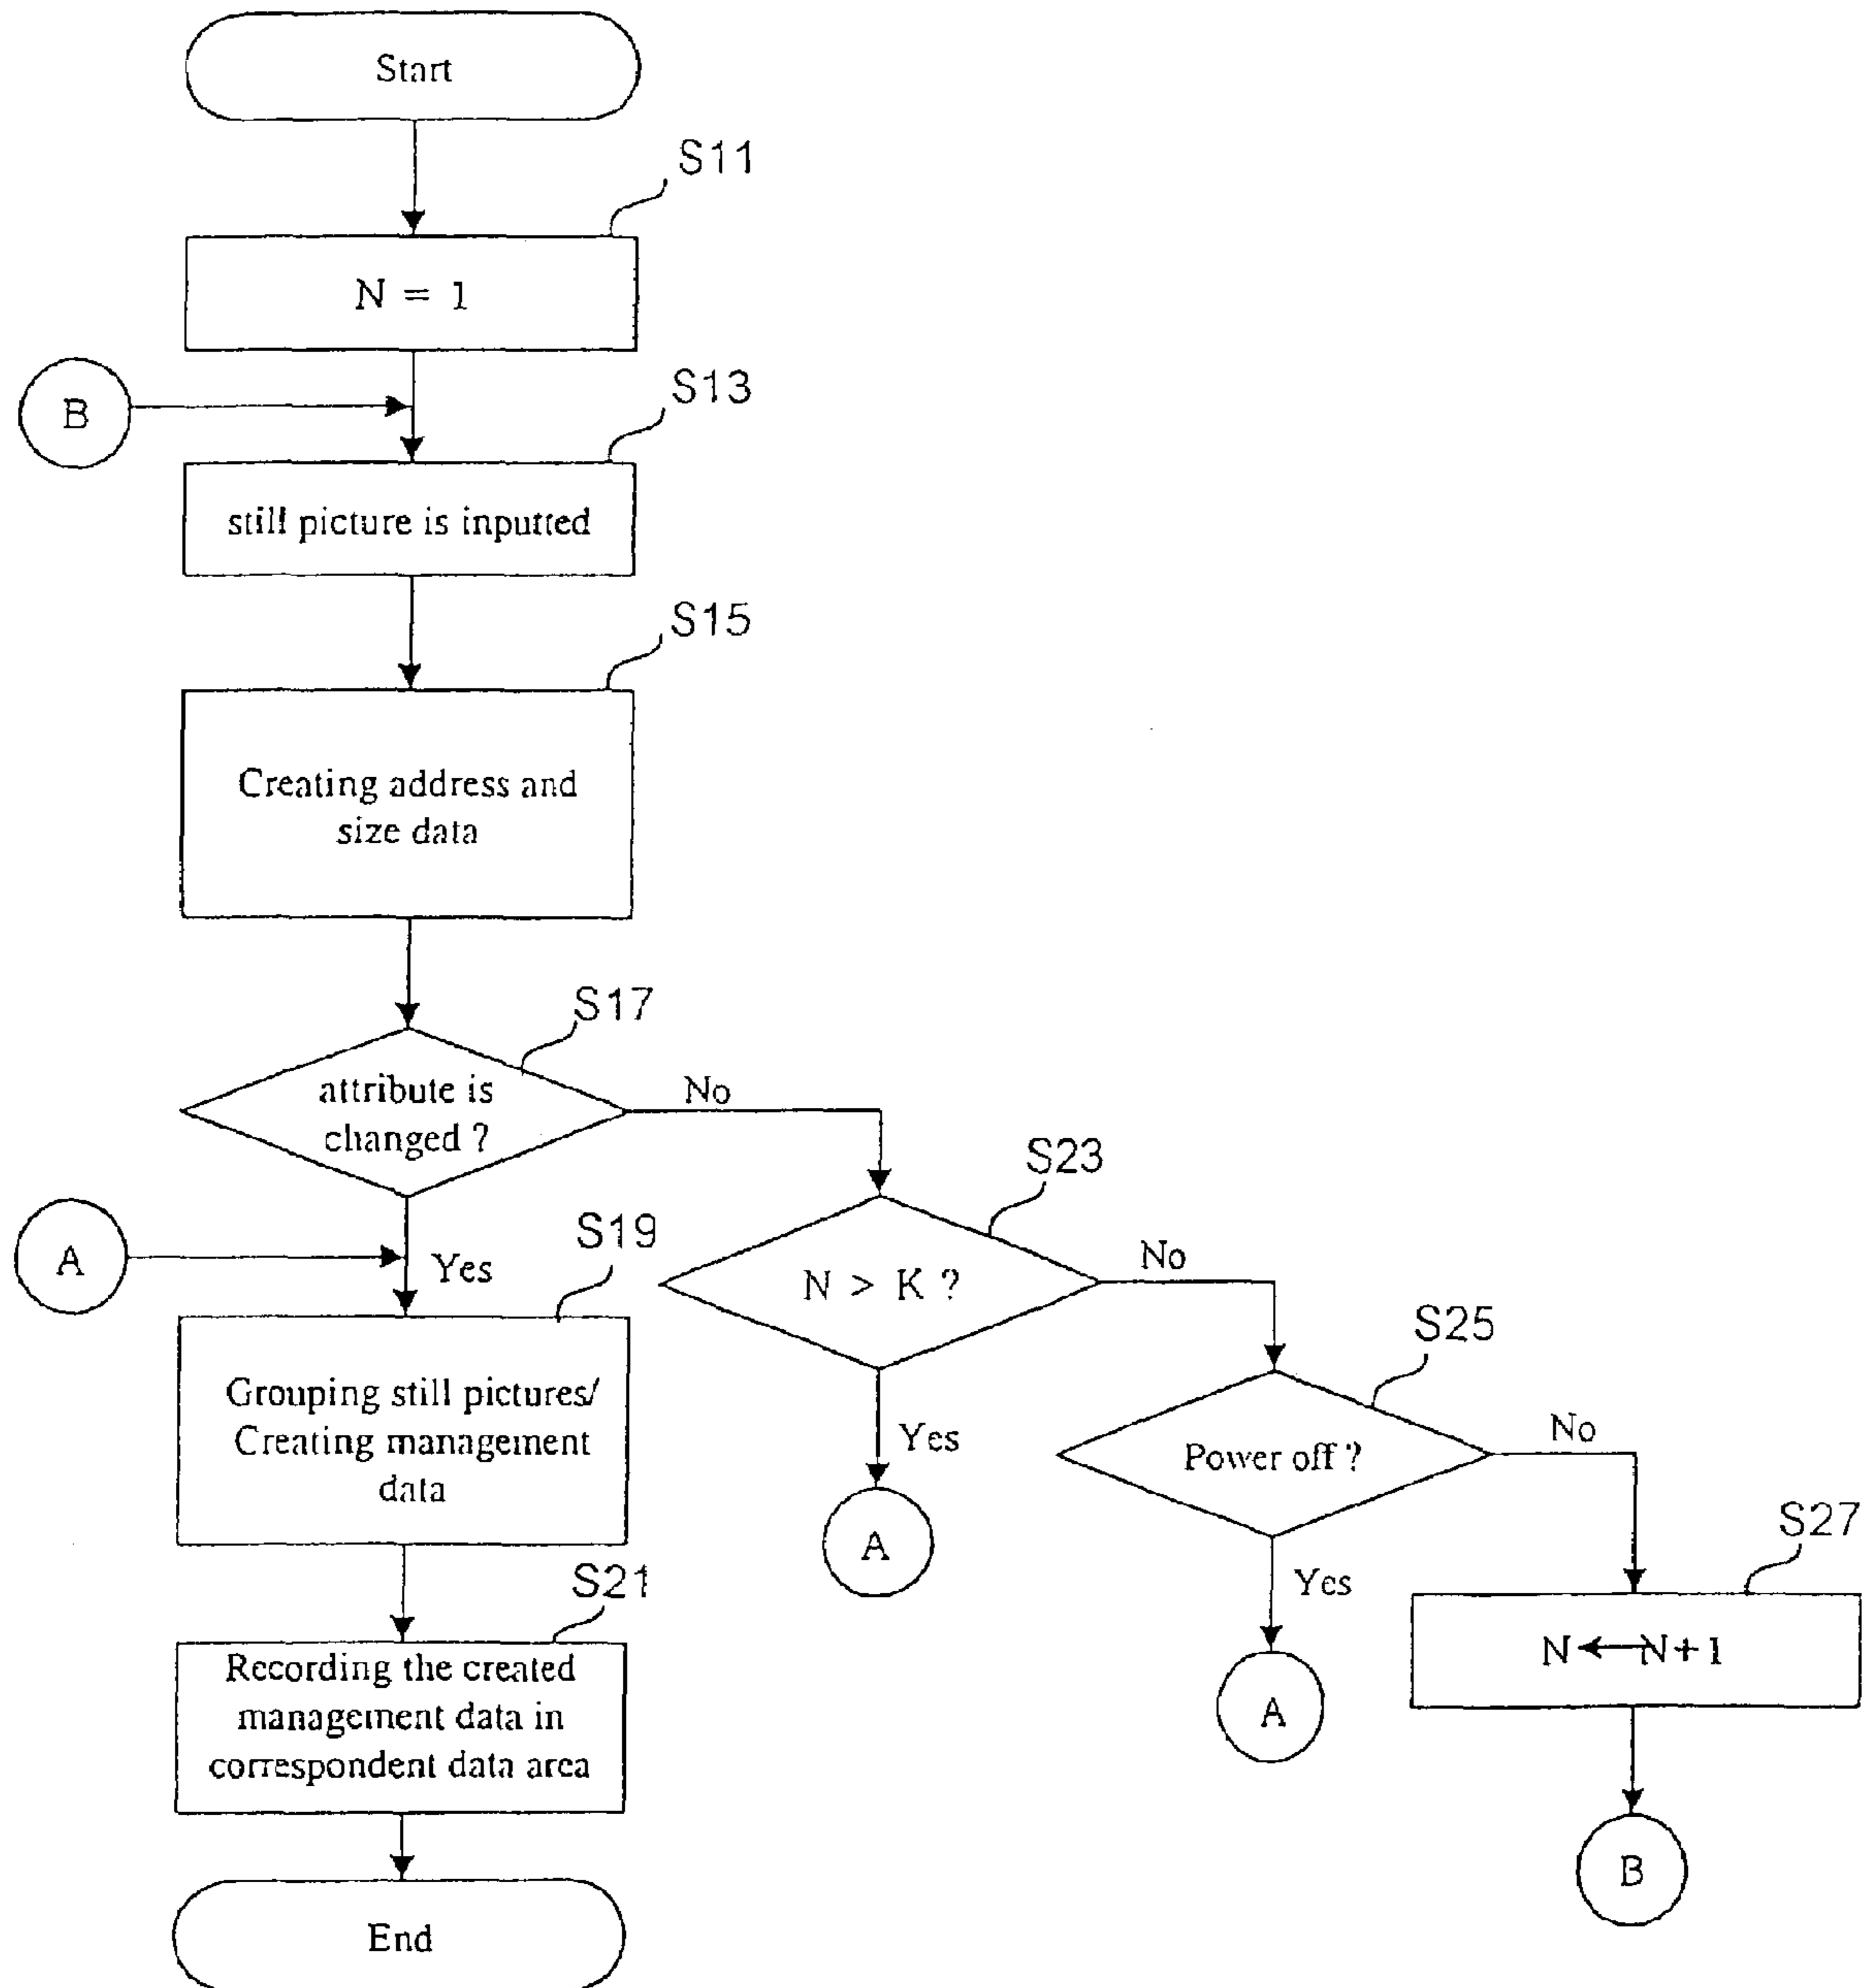 Start
S11
N = 1
B
S13
still picture is inputted
S15
Creating address and
size data
S17
attribute is
changed ?
No
A
Yes
S19
Grouping still pictures/
Creating management
data
S21
Recording the created
management data in
correspondent data area
End
S23
N > K ?
No
Yes
A
S25
Power off ?
No
Yes
A
S27
N ← N + 1
B